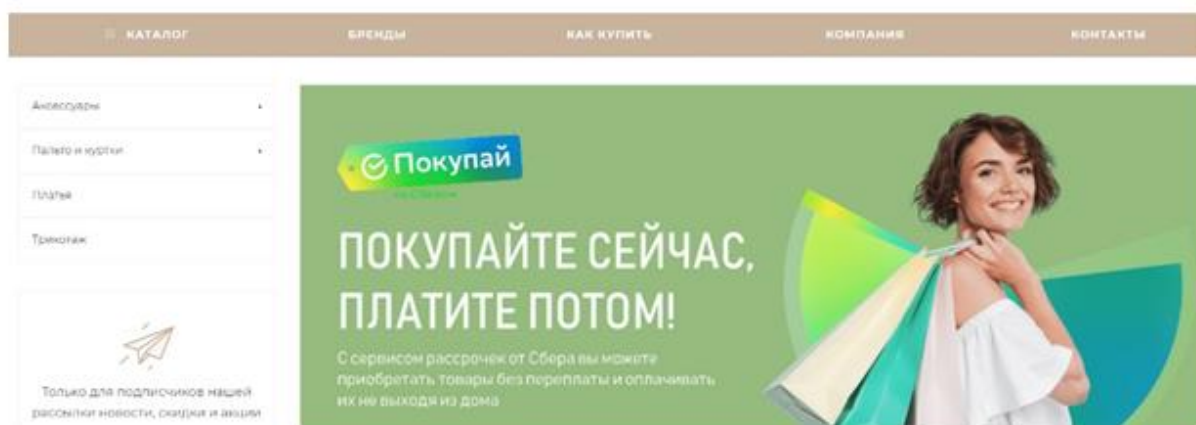 КАТАЛОГ
БРЕНДЫ
КАК КУПИТЬ
КОМПАНИЯ
КОНТАКТЫ
Аксессуары
Пальто и куртки
Платья
Трикотаж
Только для подписчиков нашей
рассылки новости, скидки и акции
Покупай
со Сбером
ПОКУПАЙТЕ СЕЙЧАС,
ПЛАТИТЕ ПОТОМ!
С сервисом рассрочек от Сбера вы можете
приобретать товары без переплаты и оплачивать
их не выходя из дома